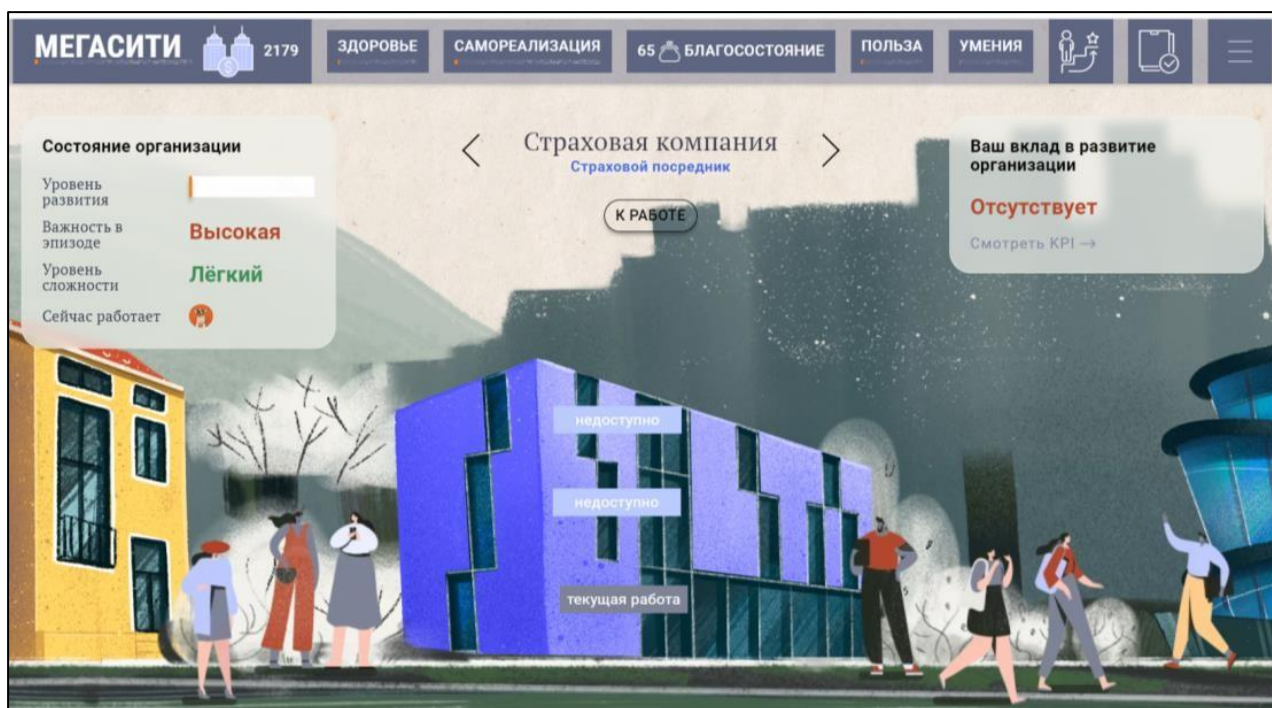 МЕГАСИТИ
2179
ЗДОРОВЬЕ
САМОРЕАЛИЗАЦИЯ
65 БЛАГОСОСТОЯНИЕ
ПОЛЬЗА
УМЕНИЯ
Состояние организации
Уровень
развития
Важность в
эпизоде
Высокая
Уровень
сложности
Лёгкий
Сейчас работает
Страховая компания
Страховой посредник
К РАБОТЕ
Ваш вклад в развитие
организации
Отсутствует
Смотреть KPI →
недоступно
недоступно
текущая работа